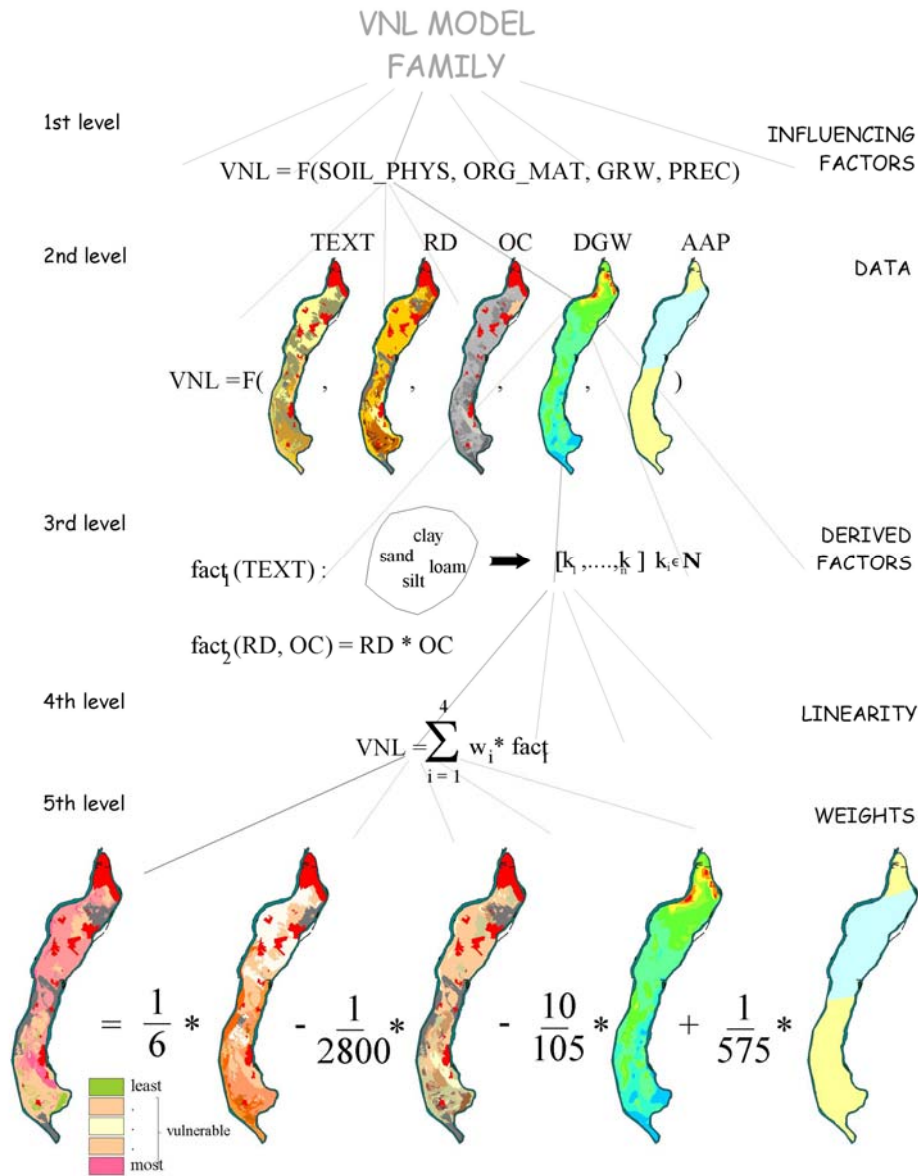 VNL MODEL
FAMILY
1st level
INFLUENCING
FACTORS
VNL = F(SOIL_PHYS, ORG_MAT, GRW, PREC)
2nd level
TEXT RD OC DGW AAP
DATA
VNL =F( , , , , )
3rd level
DERIVED
FACTORS
clay
sand
loam
silt
fact₁(TEXT) :
[k₁,....,kₙ] kᵢ∈N
fact₂(RD, OC) = RD * OC
4th level
LINEARITY
4
VNL = ∑ wᵢ* factᵢ
i = 1
5th level
WEIGHTS
= 1/6 * - 1/2800 * - 10/105 * + 1/575 *
least
.
. vulnerable
.
most